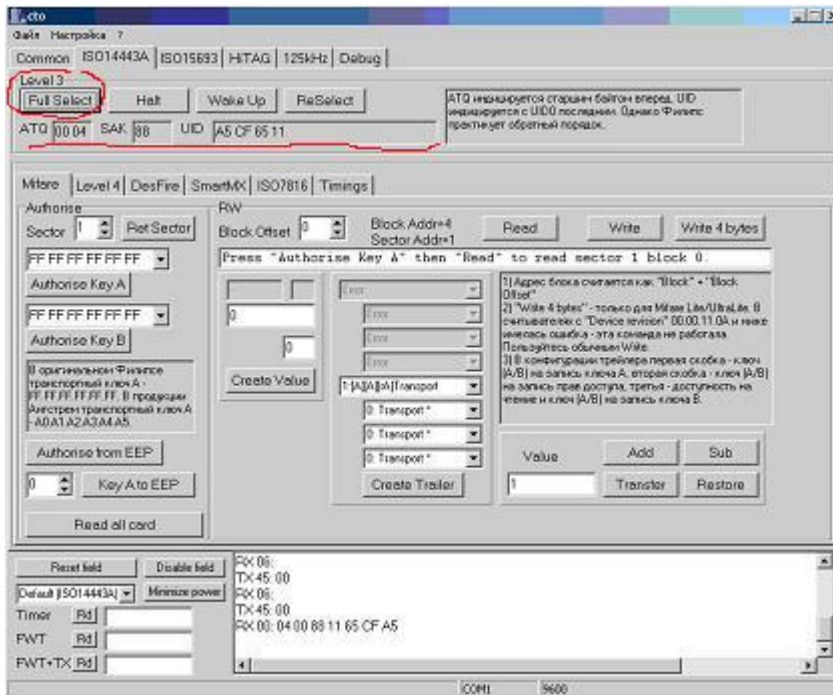 .cto
Файл Настройка ?
Common ISO14443A ISO15693 HiTAG 125kHz Debug
Level 3
Full Select Halt Wake Up ReSelect
ATQ 00 04 SAK 88 UID A5 CF 65 11
ATQ индицируется старшим байтом вперед. UID
индицируется с UID0 последним. Однако Филипс
практикует обратный порядок.
Mifare Level 4 DesFire SmartMX ISO7816 Timings
Authorise
Sector 1 Ret Sector
FF FF FF FF FF FF
Authorise Key A
FF FF FF FF FF FF
Authorise Key B
В оригинальном Филипсе
транспортный ключ A -
FF.FF.FF.FF.FF.FF. В продукции
Ангстрем транспортный ключ A
- A0.A1.A2.A3.A4.A5.
Authorise from EEP
0 Key A to EEP
Read all card
RW
Block Offset 0 Block Addr=4
Sector Addr=1
Read Write Write 4 bytes
Press "Authorise Key A" then "Read" to read sector 1 block 0.
0
0
Create Value
Error
Error
Error
Error
1:[A][A][A]Transport
0: Transport *
0: Transport *
0: Transport *
Create Trailer
1) Адрес блока считается как "Block" + "Block
Offset"
2) "Write 4 bytes" - только для Mifare Lite/UltraLite. В
считывателях с "Device revision" 00.00.11.0A и ниже
имелась ошибка - эта команда не работала.
Пользуйтесь обычным Write.
3) В конфигурации трейлера первая скобка - ключ
(A/B) на запись ключа A, вторая скобка - ключ (A/B)
на запись прав доступа, третья - доступность на
чтение и ключ (A/B) на запись ключа B.
Value Add Sub
1 Transfer Restore
Reset field Disable field
Default (ISO14443A) Minimize power
Timer Rd
FWT Rd
FWT+TX Rd
RX 06:
TX 45: 00
RX 06:
TX 45: 00
RX 00: 04 00 88 11 65 CF A5
COM1 9600